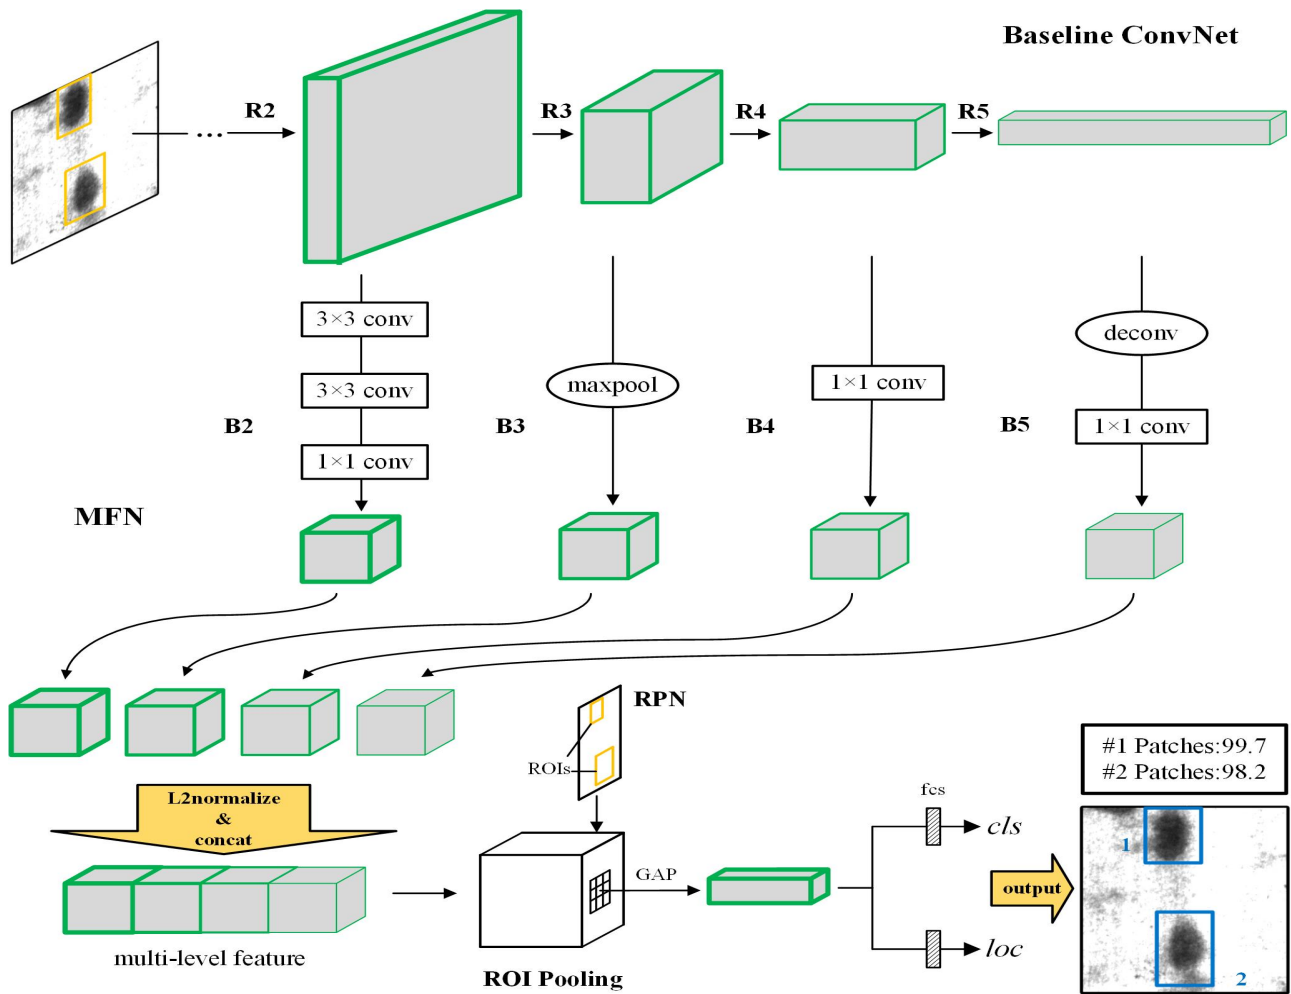 Baseline ConvNet
...
R2
R3
R4
R5
3×3 conv
3×3 conv
1×1 conv
B2
maxpool
B3
1×1 conv
B4
deconv
1×1 conv
B5
MFN
RPN
ROIs
L2normalize
&
concat
multi-level feature
ROI Pooling
GAP
fcs
cls
loc
output
#1 Patches:99.7
#2 Patches:98.2
1
2